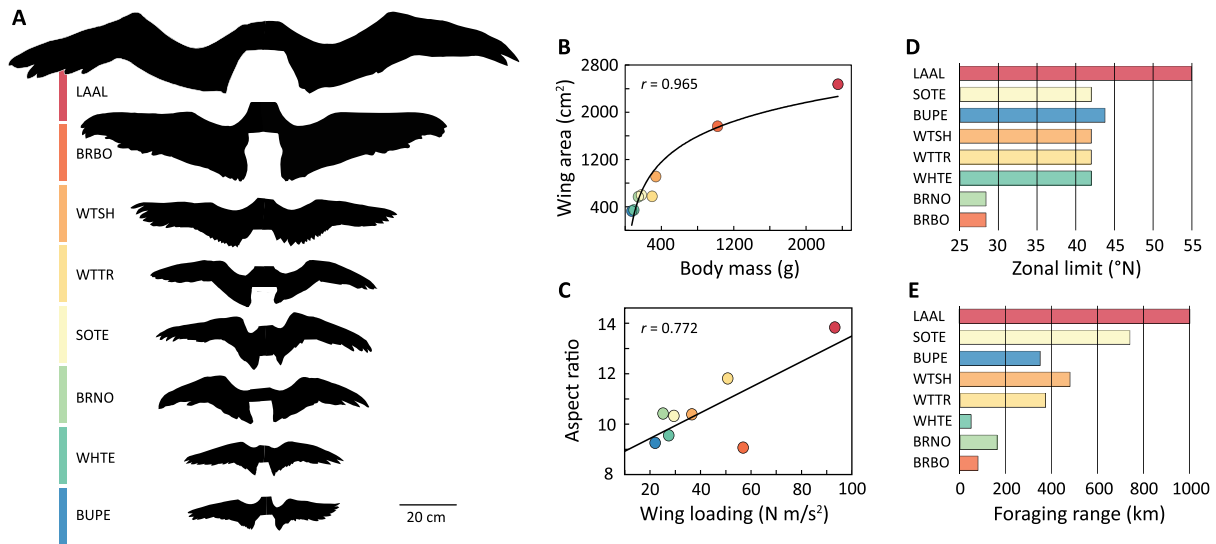 A
LAAL
BRBO
WTSH
WTTR
SOTE
BRNO
WHTE
BUPE
20 cm
B
2800
2000
1200
400
Wing area (cm²)
r = 0.965
400 1200 2000
Body mass (g)
C
14
12
10
8
Aspect ratio
r = 0.772
20 40 60 80 100
Wing loading (N m/s²)
D
LAAL
SOTE
BUPE
WTSH
WTTR
WHTE
BRNO
BRBO
25 30 35 40 45 50 55
Zonal limit (°N)
E
LAAL
SOTE
BUPE
WTSH
WTTR
WHTE
BRNO
BRBO
0 200 400 600 800 1000
Foraging range (km)